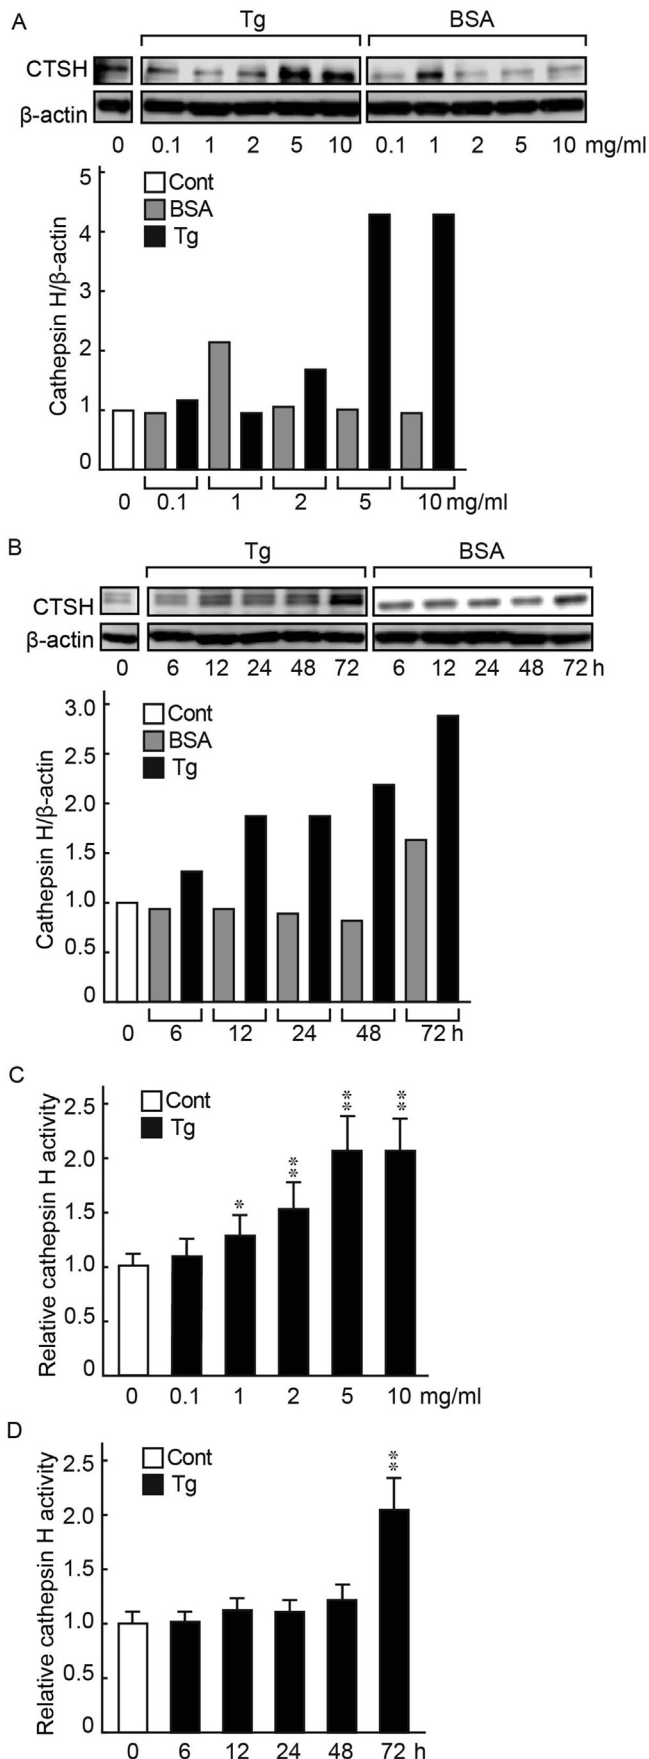 A
Tg BSA
CTSH
β-actin
0 0.1 1 2 5 10 0.1 1 2 5 10 mg/ml
Cathepsin H/β-actin
5
4
3
2
1
0
Cont
BSA
Tg
0 0.1 1 2 5 10 mg/ml
B
Tg BSA
CTSH
β-actin
0 6 12 24 48 72 6 12 24 48 72 h
Cathepsin H/β-actin
3.0
2.5
2.0
1.5
1.0
0.5
0
Cont
BSA
Tg
0 6 12 24 48 72 h
C
Relative cathepsin H activity
2.5
2.0
1.5
1.0
0.5
0
Cont
Tg
*
**
**
**
0 0.1 1 2 5 10 mg/ml
D
Relative cathepsin H activity
2.5
2.0
1.5
1.0
0.5
0
Cont
Tg
**
0 6 12 24 48 72 h